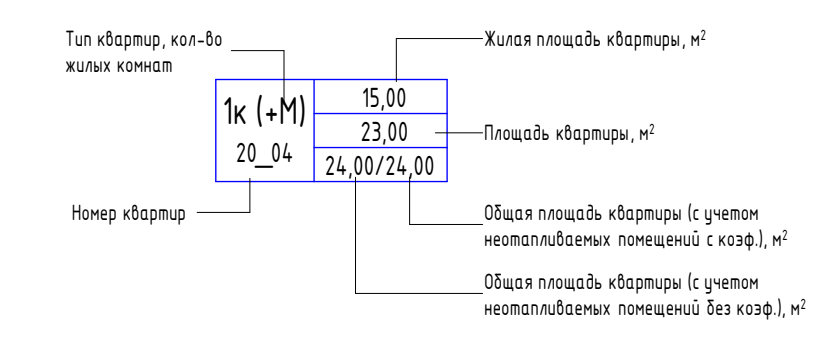 Тип квартир, кол-во
жилых комнат
Жилая площадь квартиры, м²
1к (+М)
15,00
23,00
Площадь квартиры, м²
20__04
24,00/24,00
Номер квартир
Общая площадь квартиры (с учетом
неотапливаемых помещений с коэф.), м²
Общая площадь квартиры (с учетом
неотапливаемых помещений без коэф.), м²